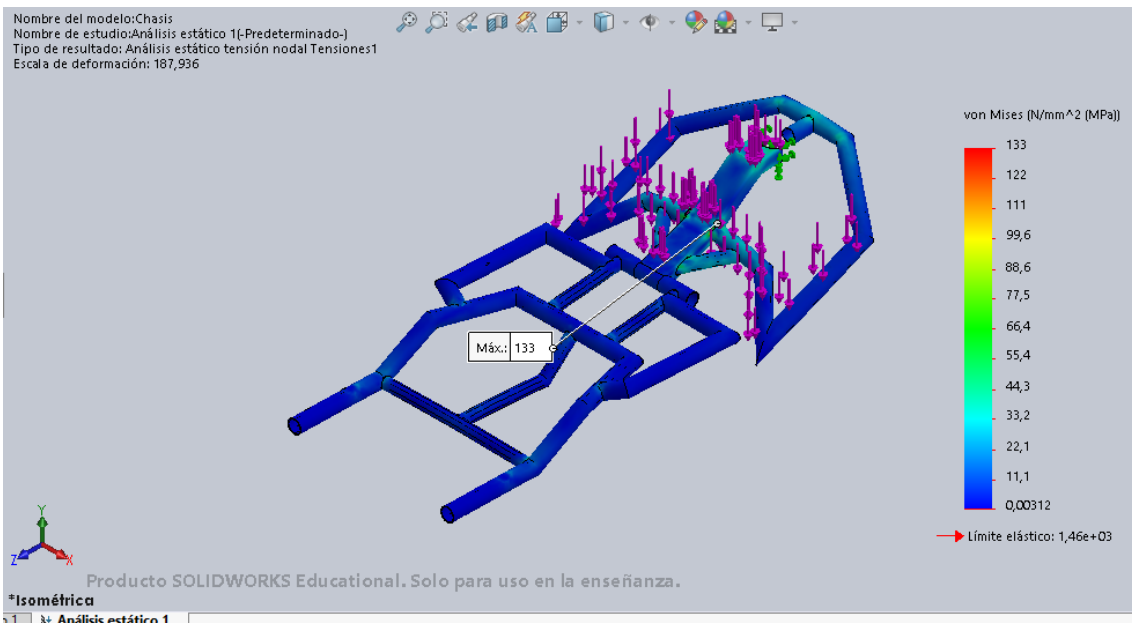 Nombre del modelo:Chasis
Nombre de estudio:Análisis estático 1(-Predeterminado-)
Tipo de resultado: Análisis estático tensión nodal Tensiones1
Escala de deformación: 187,936
von Mises (N/mm^2 (MPa))
133
122
111
99,6
88,6
77,5
66,4
55,4
44,3
33,2
22,1
11,1
0,00312
Límite elástico: 1,46e+03
Máx.: 133
Y
Z
X
Producto SOLIDWORKS Educational. Solo para uso en la enseñanza.
*Isométrica
1
Análisis estático 1